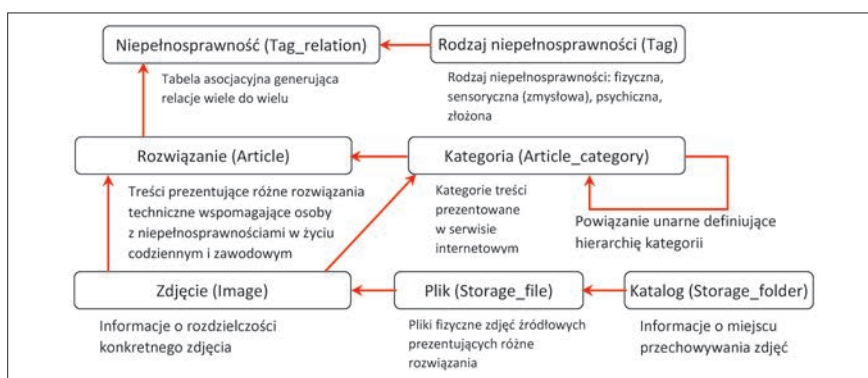 Niepełnosprawność (Tag_relation)
Rodzaj niepełnosprawności (Tag)
Tabela asocjacyjna generująca
relacje wiele do wielu
Rodzaj niepełnosprawności: fizyczna,
sensoryczna (zmysłowa), psychiczna,
złożona
Rozwiązanie (Article)
Kategoria (Article_category)
Treści prezentujące różne rozwiązania
techniczne wspomagające osoby
z niepełnosprawnościami w życiu
codziennym i zawodowym
Kategorie treści
prezentowane
w serwisie
internetowym
Powiązanie unarne definiujące
hierarchię kategorii
Zdjęcie (Image)
Plik (Storage_file)
Katalog (Storage_folder)
Informacje o rozdzielczości
konkretnego zdjęcia
Pliki fizyczne zdjęć źródłowych
prezentujących różne
rozwiązania
Informacje o miejscu
przechowywania zdjęć